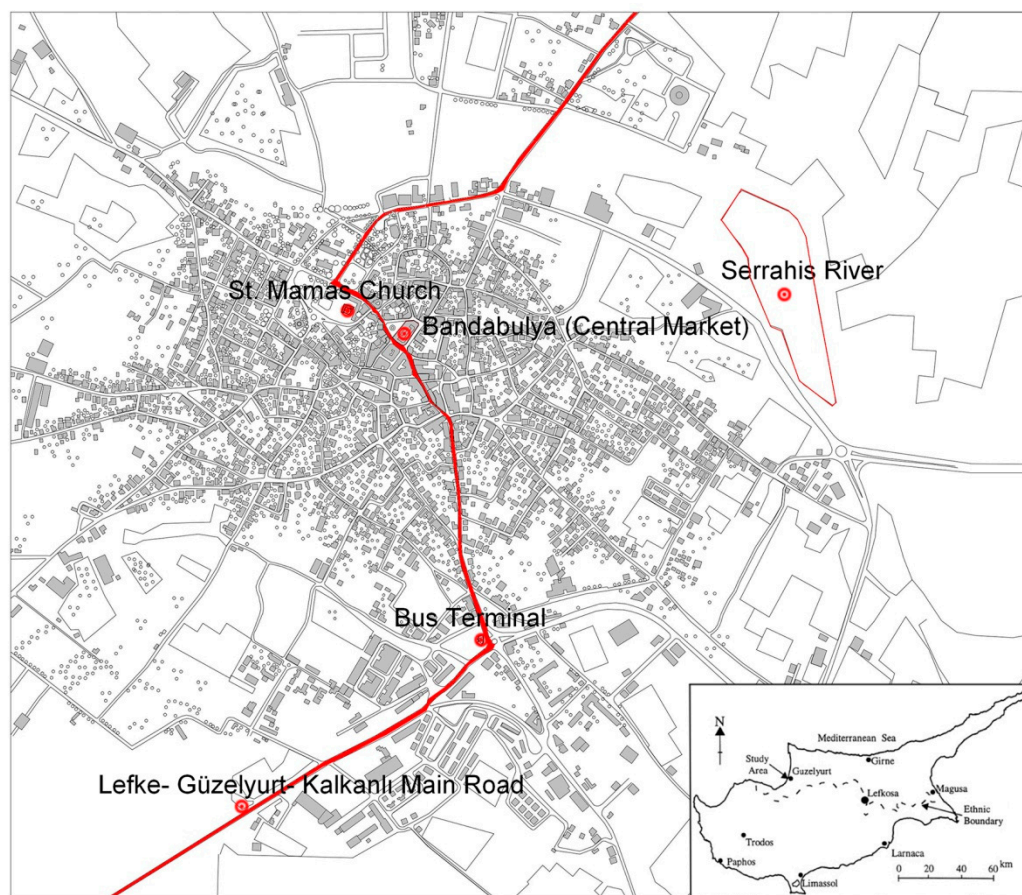 Serrahis River
St. Mamas Church
Bandabulya (Central Market)
Bus Terminal
Lefke- Güzelyurt- Kalkanlı Main Road
N
Mediterranean Sea
Study
Area
Girne
Guzelyurt
Lefkosa
Magusa
Ethnic
Boundary
Trodos
Paphos
Larnaca
Limassol
0 20 40 60
km